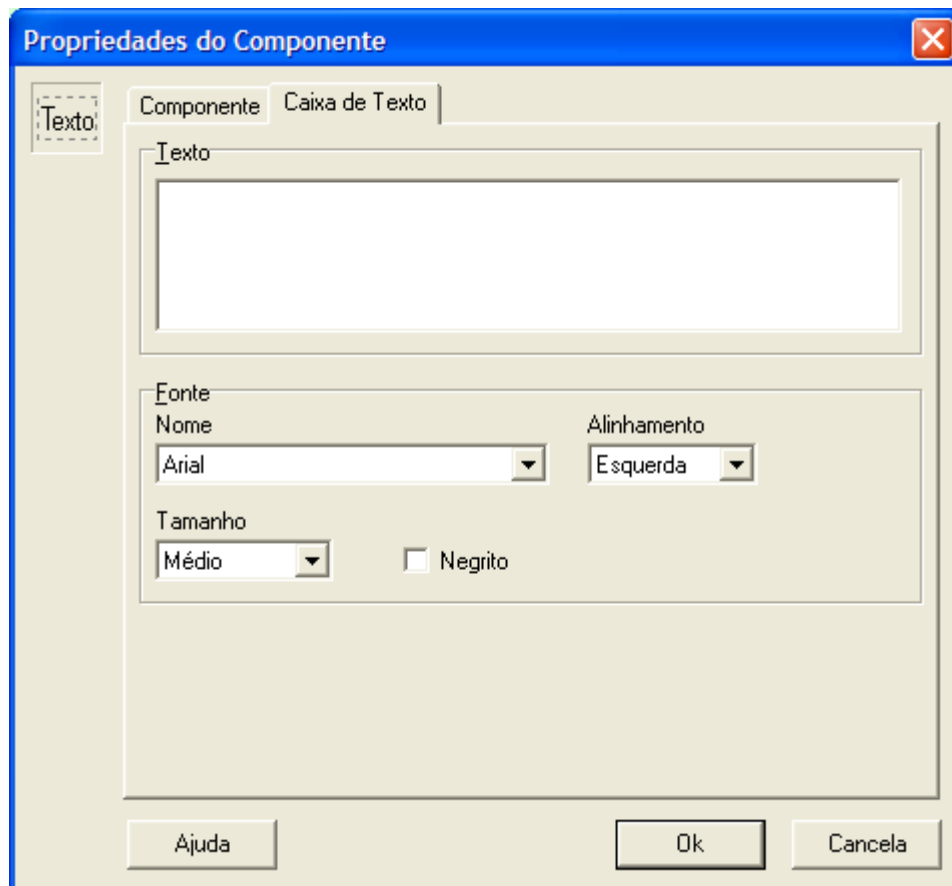 Propriedades do Componente
Texto
Componente
Caixa de Texto
Texto
Fonte
Nome
Alinhamento
Arial
Esquerda
Tamanho
Médio
Negrito
Ajuda
Ok
Cancela